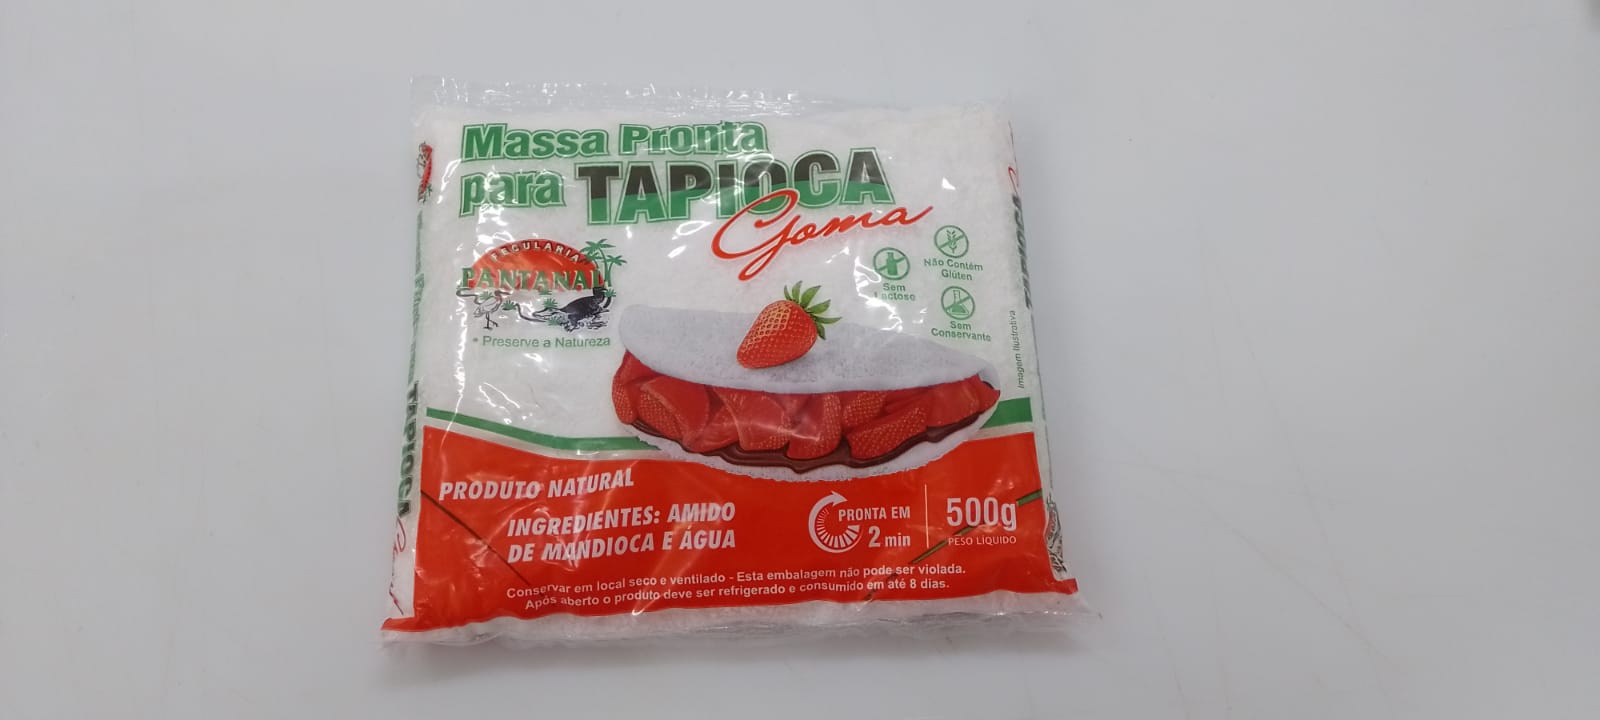 Massa Pronta
para TAPIOCA
Goma
FECULARIA
PANTANAL
• Preserve a Natureza
Não Contém
Glúten
Sem
Lactose
Sem
Conservante
Imagem Ilustrativa
PRODUTO NATURAL
INGREDIENTES: AMIDO
DE MANDIOCA E ÁGUA
PRONTA EM
2 min
500g
PESO LÍQUIDO
Conservar em local seco e ventilado - Esta embalagem não pode ser violada.
Após aberto o produto deve ser refrigerado e consumido em até 8 dias.
TAPIOCA